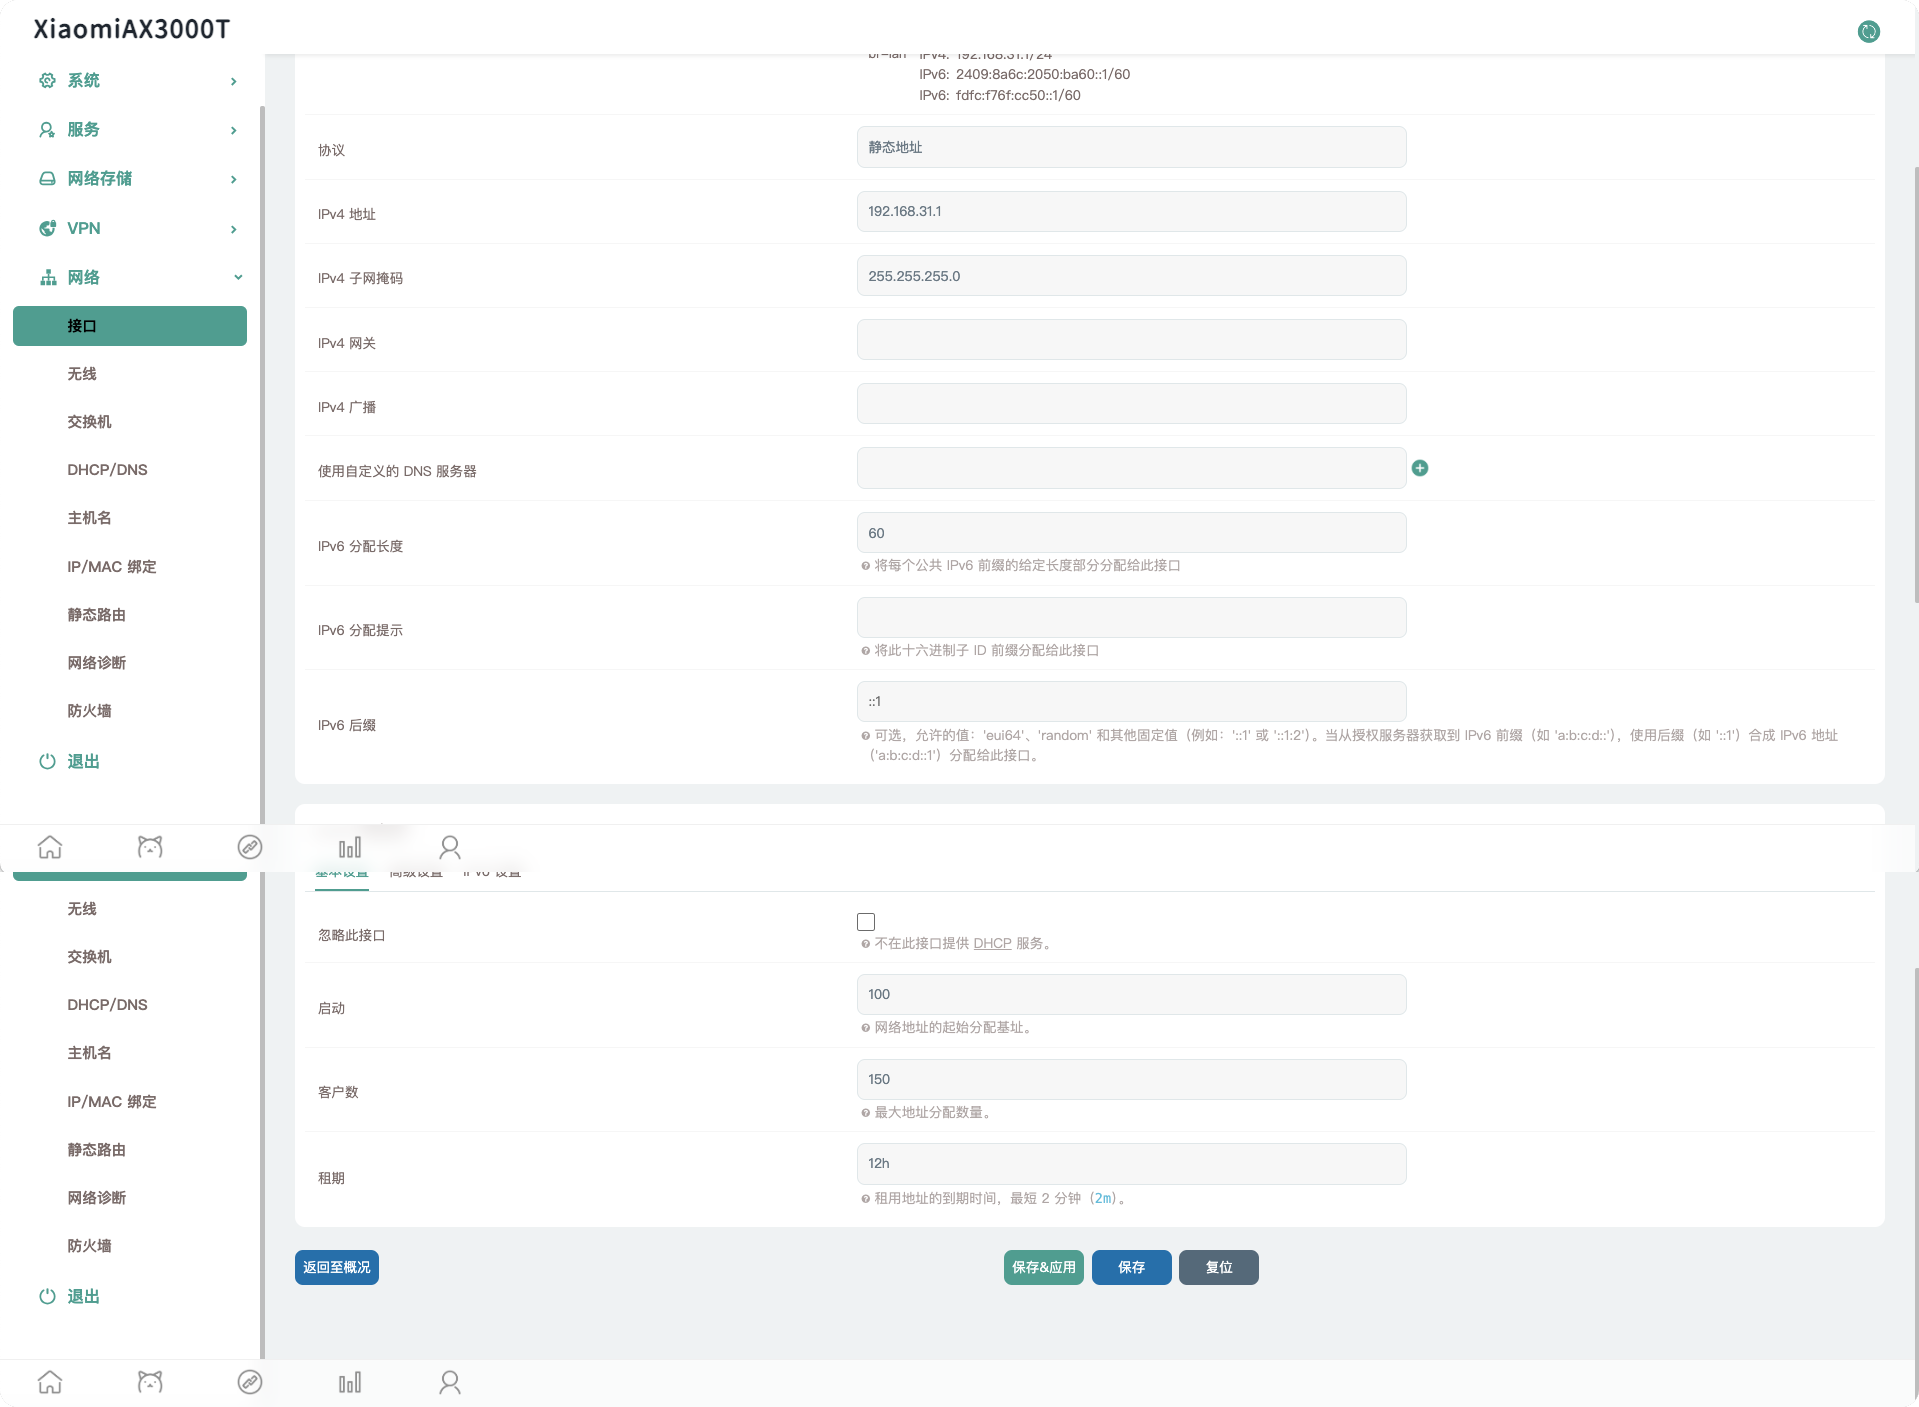 XiaomiAX3000T
系统
服务
网络存储
VPN
网络
接口
无线
交换机
DHCP/DNS
主机名
IP/MAC 绑定
静态路由
网络诊断
防火墙
退出
br-lan IPv4: 192.168.31.1/24
IPv6: 2409:8a6c:2050:ba60::1/60
IPv6: fdfc:f76f:cc50::1/60
协议
静态地址
IPv4 地址
192.168.31.1
IPv4 子网掩码
255.255.255.0
IPv4 网关
IPv4 广播
使用自定义的 DNS 服务器
IPv6 分配长度
60
将每个公共 IPv6 前缀的给定长度部分分配给此接口
IPv6 分配提示
将此十六进制子 ID 前缀分配给此接口
IPv6 后缀
::1
可选，允许的值：'eui64'、'random' 和其他固定值（例如：'::1' 或 '::1:2'）。当从授权服务器获取到 IPv6 前缀（如 'a:b:c:d::'），使用后缀（如 '::1'）合成 IPv6 地址
（'a:b:c:d::1'）分配给此接口。
基本设置 高级设置 IPv6 设置
无线
交换机
DHCP/DNS
主机名
IP/MAC 绑定
静态路由
网络诊断
防火墙
退出
忽略此接口
不在此接口提供 DHCP 服务。
启动
100
网络地址的起始分配基址。
客户数
150
最大地址分配数量。
租期
12h
租用地址的到期时间，最短 2 分钟（2m）。
返回至概况
保存&应用
保存
复位